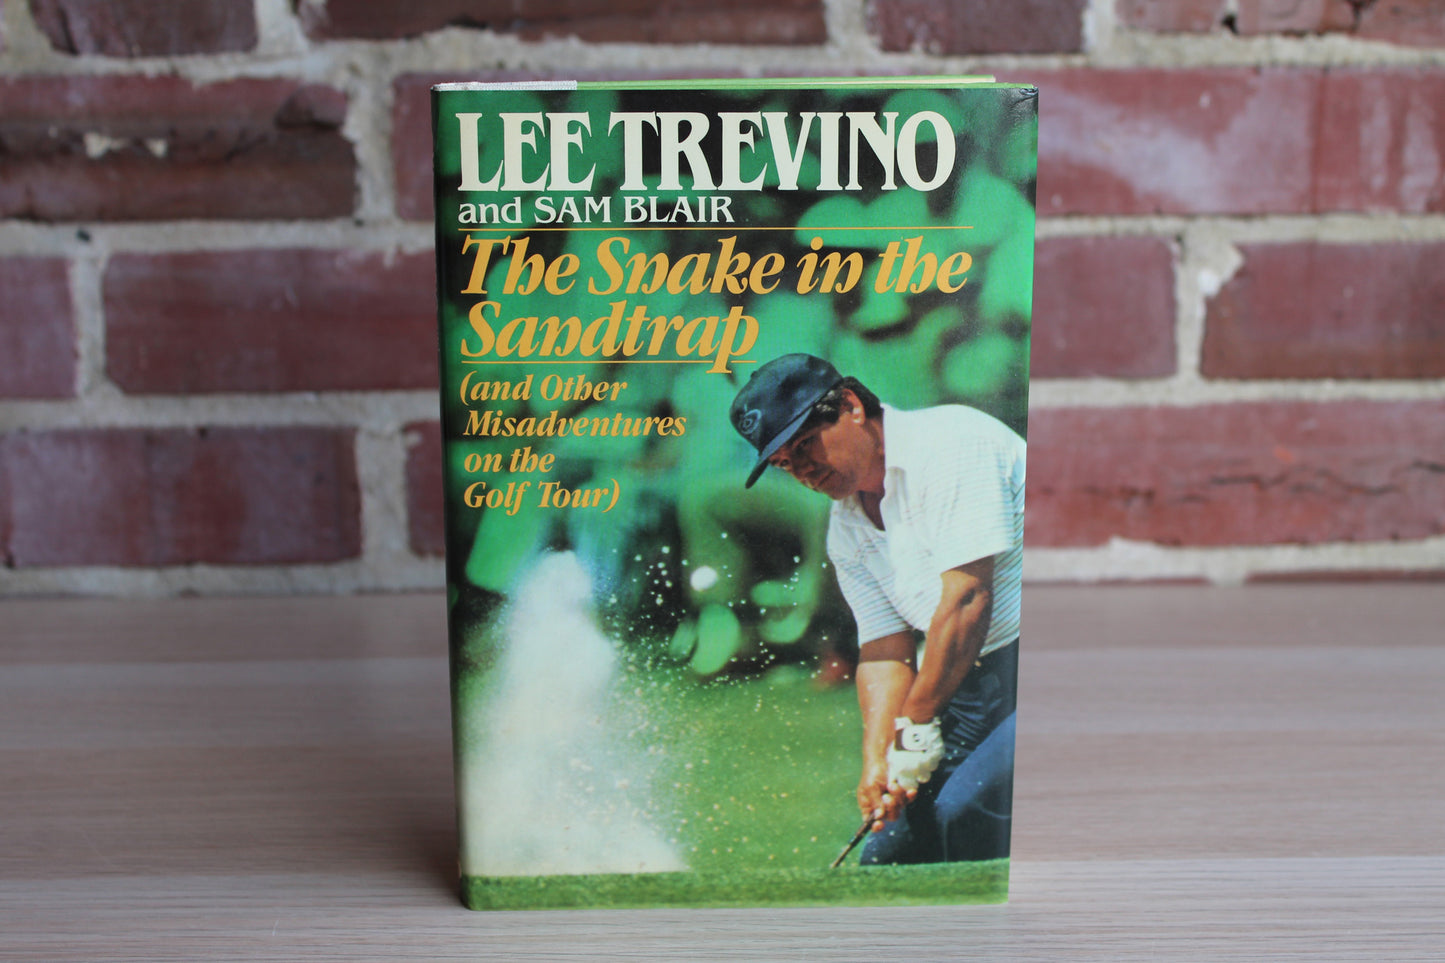 LEE TREVINO
and SAM BLAIR
The Snake in the
Sandtrap
(and Other
Misadventures
on the
Golf Tour)